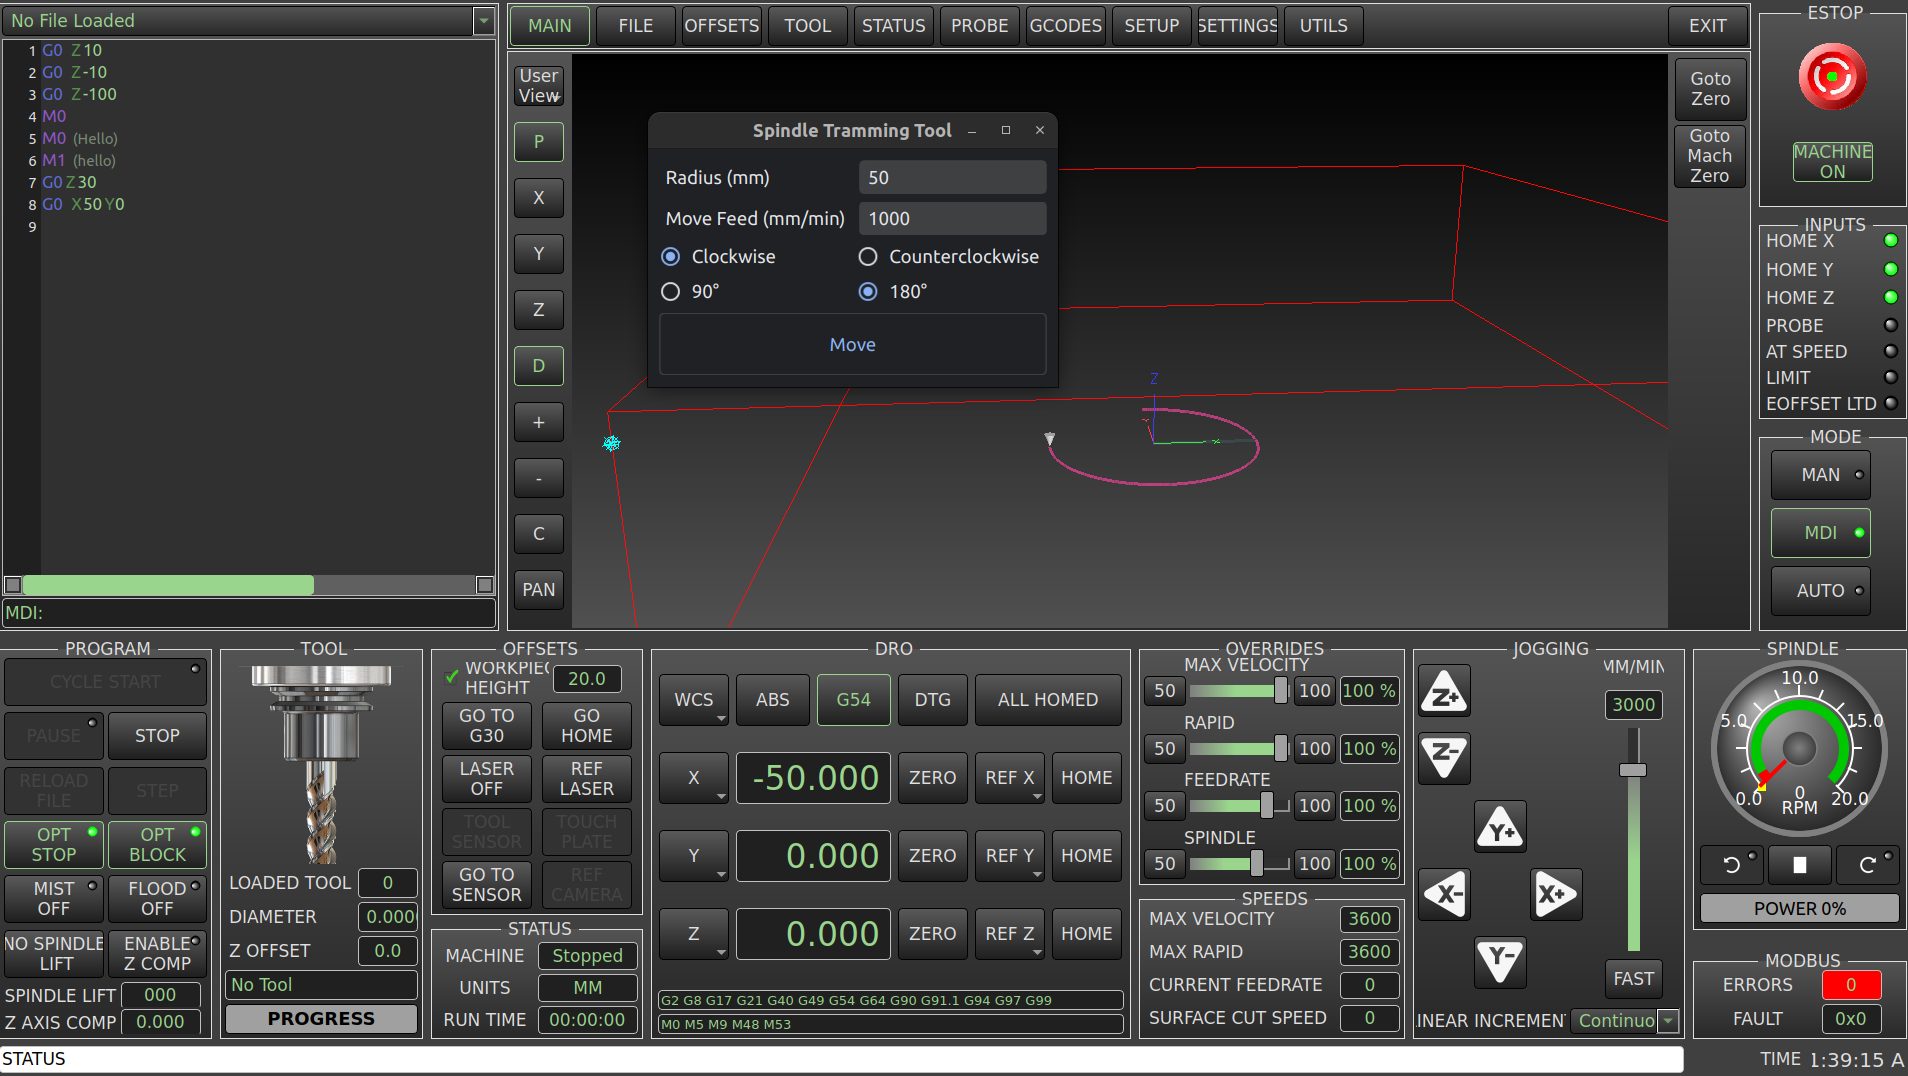 No File Loaded
1 G0 Z10
2 G0 Z-10
3 G0 Z-100
4 M0
5 M0 (Hello)
6 M1 (hello)
7 G0Z30
8 G0 X50Y0
9
MDI:
MAIN
FILE
OFFSETS
TOOL
STATUS
PROBE
GCODES
SETUP
SETTINGS
UTILS
EXIT
User
View
P
X
Y
Z
D
+
-
C
PAN
Spindle Tramming Tool
Radius (mm) 50
Move Feed (mm/min) 1000
Clockwise Counterclockwise
90° 180°
Move
Z
Goto
Zero
Goto
Mach
Zero
ESTOP
MACHINE
ON
INPUTS
HOME X
HOME Y
HOME Z
PROBE
AT SPEED
LIMIT
EOFFSET LTD
MODE
MAN
MDI
AUTO
PROGRAM
CYCLE START
PAUSE
STOP
RELOAD
FILE
STEP
OPT
STOP
OPT
BLOCK
MIST
OFF
FLOOD
OFF
NO SPINDLE
LIFT
ENABLE
Z COMP
SPINDLE LIFT 000
Z AXIS COMP 0.000
TOOL
LOADED TOOL 0
DIAMETER 0.000
Z OFFSET 0.0
No Tool
PROGRESS
OFFSETS
WORKPIEC
HEIGHT
20.0
GO TO
G30
GO
HOME
LASER
OFF
REF
LASER
TOOL
SENSOR
TOUCH
PLATE
GO TO
SENSOR
REF
CAMERA
STATUS
MACHINE Stopped
UNITS MM
RUN TIME 00:00:00
DRO
WCS ABS G54 DTG ALL HOMED
X -50.000 ZERO REF X HOME
Y 0.000 ZERO REF Y HOME
Z 0.000 ZERO REF Z HOME
G2 G8 G17 G21 G40 G49 G54 G64 G90 G91.1 G94 G97 G99
M0 M5 M9 M48 M53
OVERRIDES
MAX VELOCITY
50 100 100 %
RAPID
50 100 100 %
FEEDRATE
50 100 100 %
SPINDLE
50 100 100 %
SPEEDS
MAX VELOCITY 3600
MAX RAPID 3600
CURRENT FEEDRATE 0
SURFACE CUT SPEED 0
JOGGING
MM/MIN
3000
Z+
Z-
Y+
X-
X+
Y-
FAST
INEAR INCREMENT Continuo
SPINDLE
10.0
5.0
15.0
0.0
0
20.0
RPM
POWER 0%
MODBUS
ERRORS 0
FAULT 0x0
STATUS
TIME 1:39:15 A